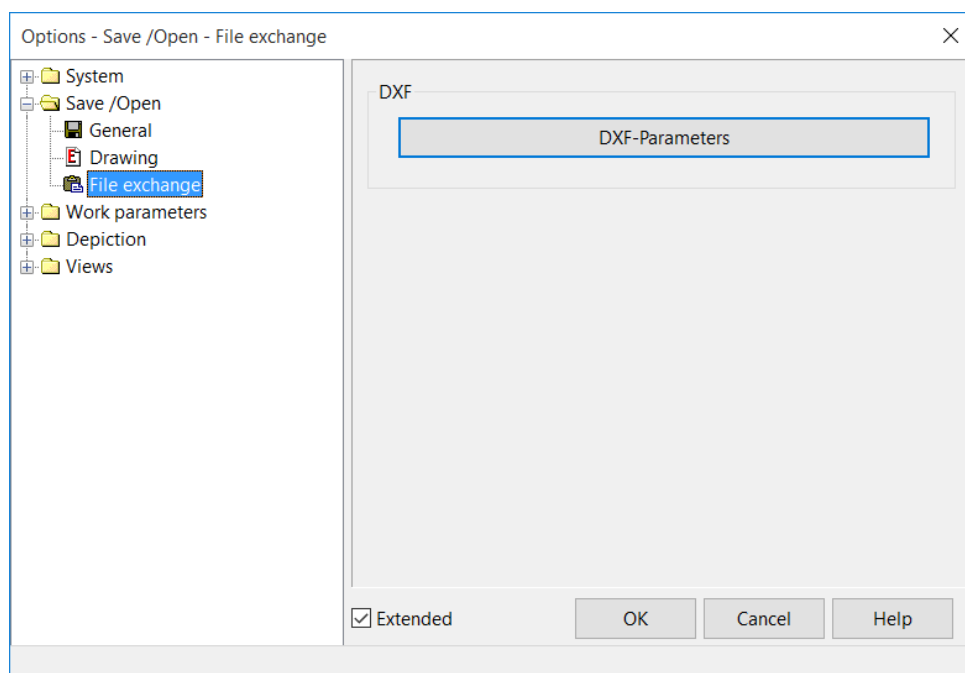 Options - Save /Open - File exchange
System
Save /Open
General
Drawing
File exchange
Work parameters
Depiction
Views
DXF
DXF-Parameters
Extended
OK
Cancel
Help